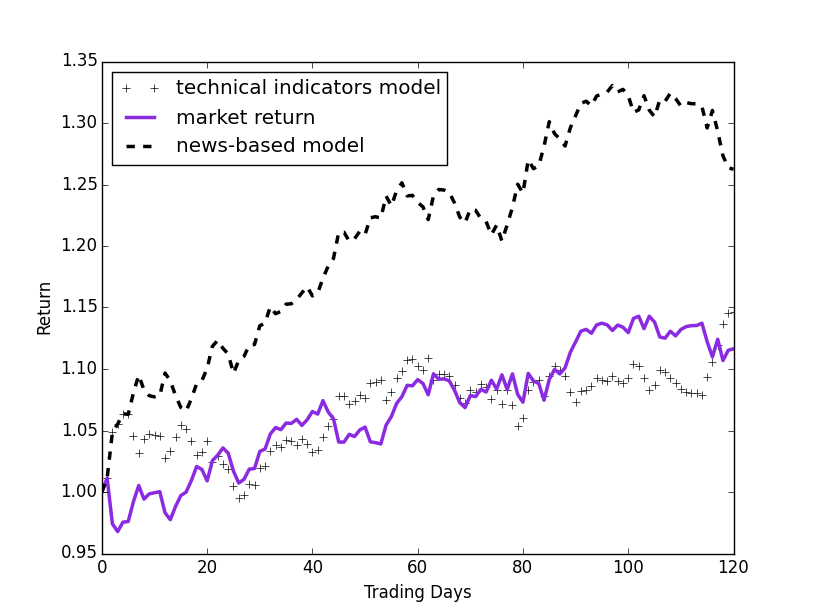 technical indicators model
market return
news-based model
1.35
1.30
1.25
1.20
1.15
1.10
1.05
1.00
0.95
Return
0 20 40 60 80 100 120
Trading Days